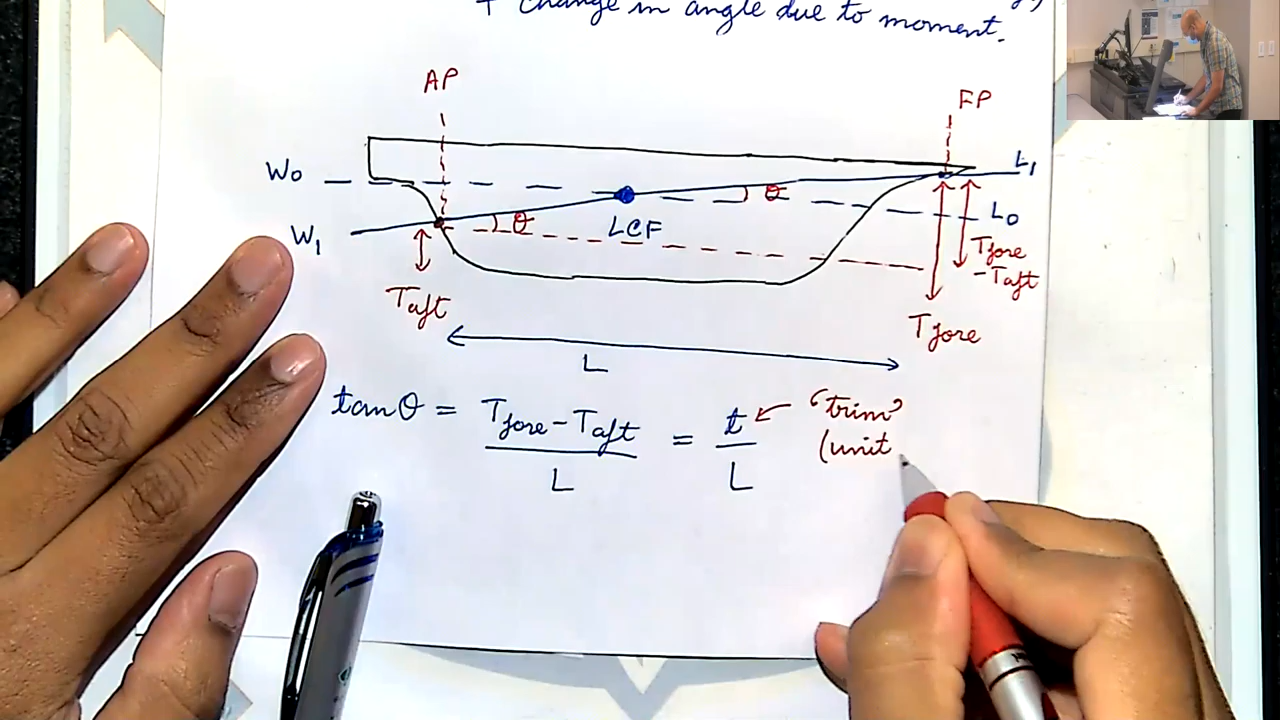 + change in angle due to moment.
AP
FP
W0
L1
θ
θ
LCF
L0
W1
Tfore
-Taft
Taft
Tfore
L
tanθ = Tfore-Taft / L = t / L ← "trim"
(unit